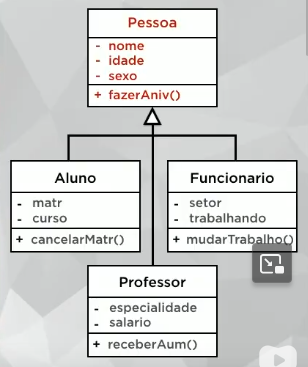 Pessoa
- nome
- idade
- sexo
+ fazerAniv()
Aluno
- matr
- curso
+ cancelarMatr()
Funcionario
- setor
- trabalhando
+ mudarTrabalho()
Professor
- especialidade
- salario
+ receberAum()